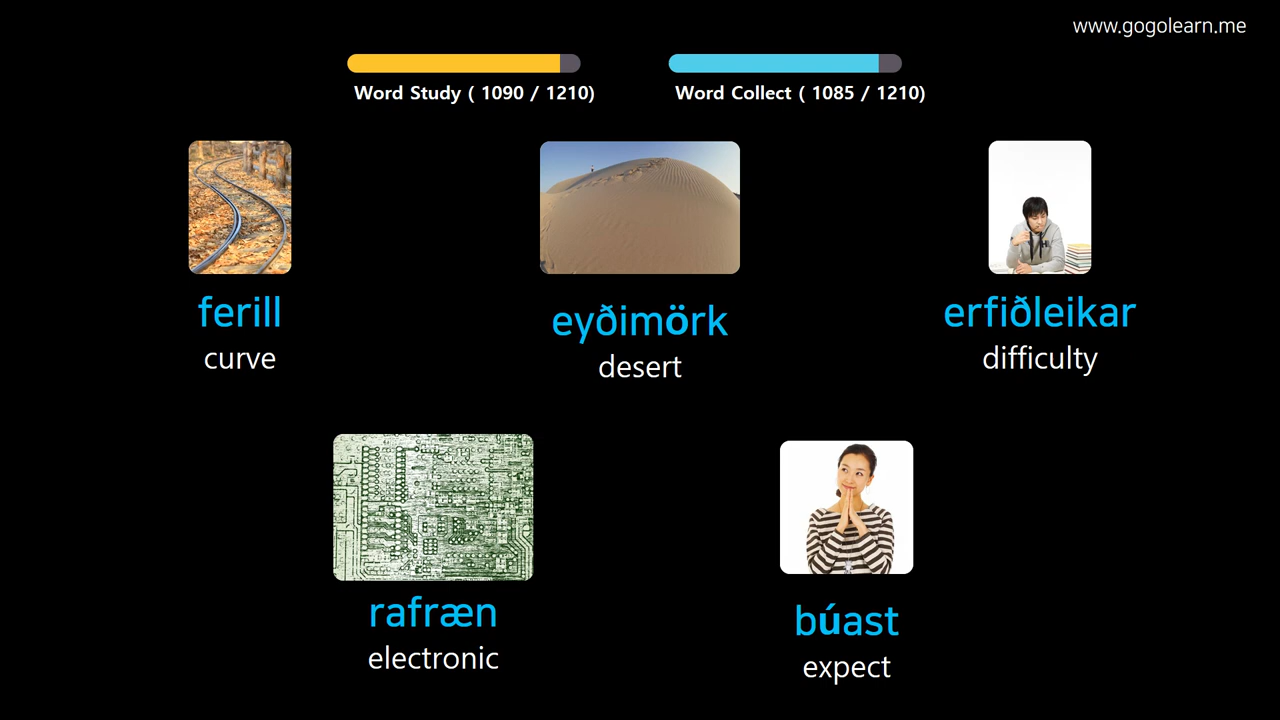 www.gogolearn.me
Word Study ( 1090 / 1210)
Word Collect ( 1085 / 1210)
ferill
curve
eyðimörk
desert
erfiðleikar
difficulty
rafræn
electronic
búast
expect